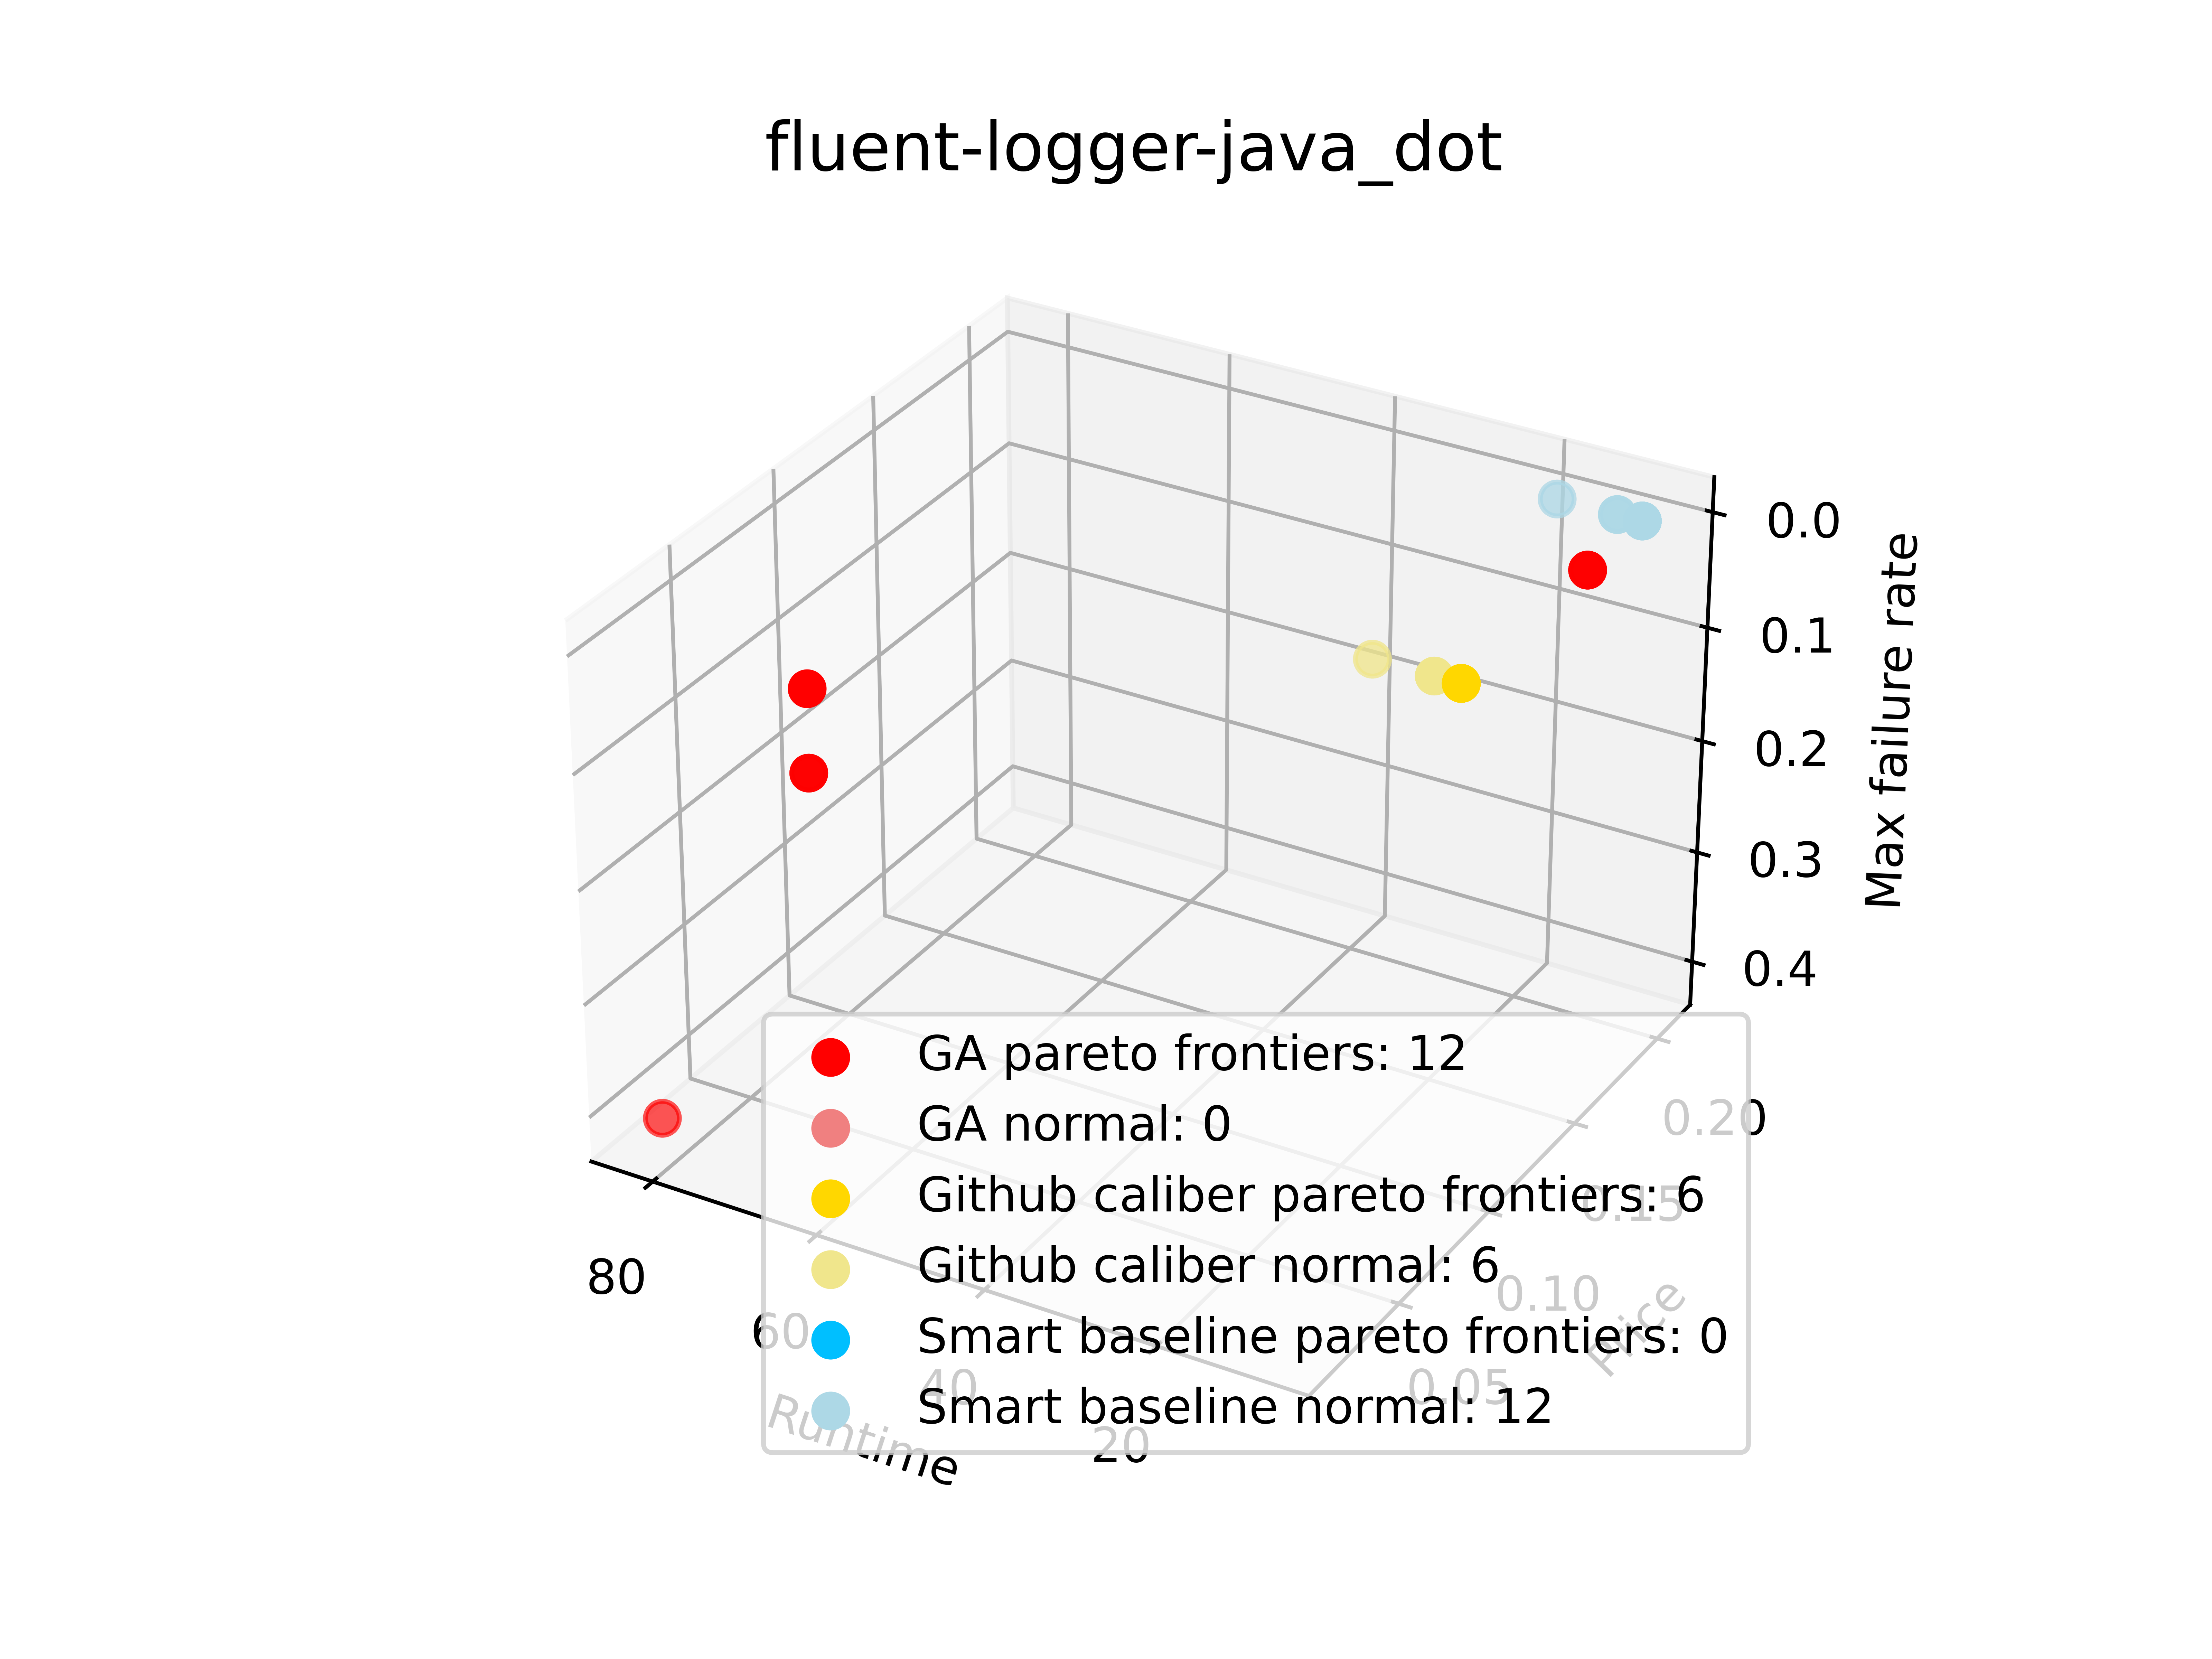 fluent-logger-java_dot
0.0
0.1
0.2
0.3
0.4
Max failure rate
GA pareto frontiers: 12
GA normal: 0
Github caliber pareto frontiers: 6
Github caliber normal: 6
Smart baseline pareto frontiers: 0
Smart baseline normal: 12
80
60
40
20
Runtime
0.20
0.15
0.10
0.05
Price